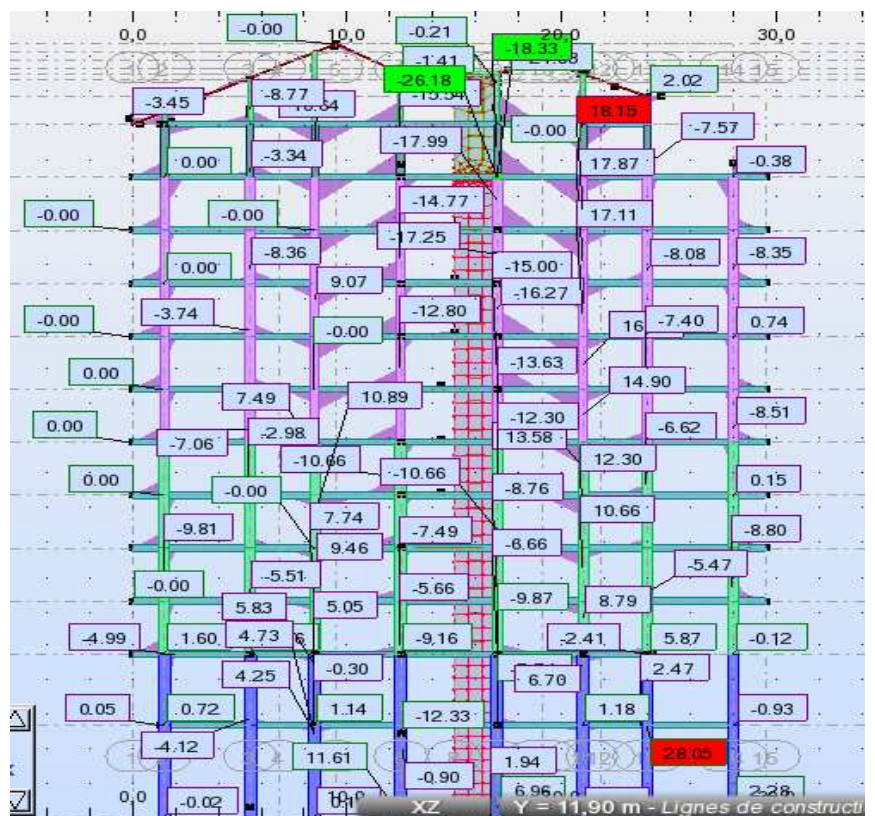 0,0 10,0 20,0 30,0
-0.00 -0.21 -18.33
-1.41
-26.18 2.02
-3.45 -8.77 18.15
-17.99 -0.00 -7.57
0.00 -3.34 17.87 -0.38
-0.00 -0.00 -14.77 17.11
-17.25
0.00 -8.36 9.07 -15.00 -8.08 -8.35
-16.27
-0.00 -3.74 -0.00 -12.80 16 -7.40 0.74
-13.63
0.00 14.90
7.49 10.89
0.00 -7.06 -2.98 -12.30 -6.62 -8.51
13.58
-10.66 -10.66 12.30
0.00 -0.00 -8.76 0.15
7.74 10.66
-9.81 9.46 -7.49 -6.66 -8.80
-5.47
-0.00 -5.51 -5.66
5.83 5.05 -9.87 8.79
-4.99 1.60 4.73 6 -9,16 -2.41 5.87 -0.12
4.25 -0.30 6.70 2.47
0.05 0.72 1.14 -12.33 1.18 -0.93
-4.12 11.61 1.94 28.05
-0.90
0,0 -0.02 6.96
XZ Y = 11,90 m - Lignes de constructi